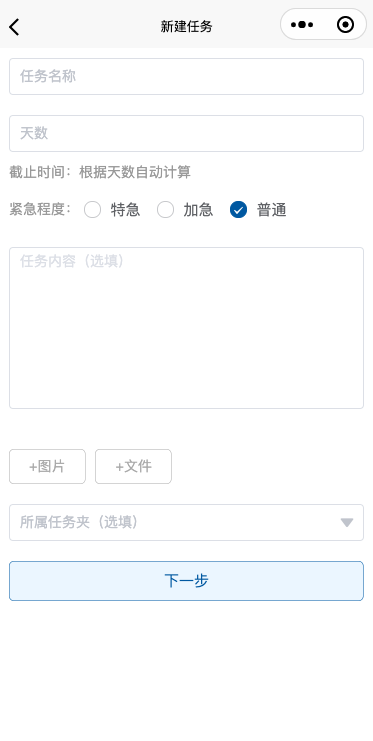 新建任务
任务名称
天数
截止时间：根据天数自动计算
紧急程度： 特急 加急 普通
任务内容（选填）
+图片 +文件
所属任务夹（选填）
下一步